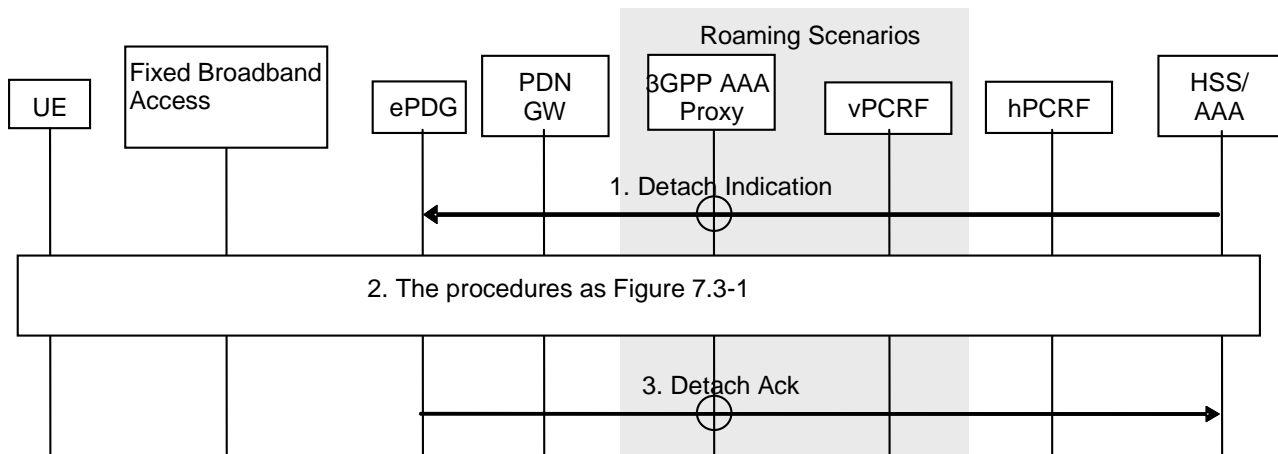 Roaming Scenarios
UE
Fixed Broadband
Access
ePDG
PDN
GW
3GPP AAA
Proxy
vPCRF
hPCRF
HSS/
AAA
1. Detach Indication
2. The procedures as Figure 7.3-1
3. Detach Ack